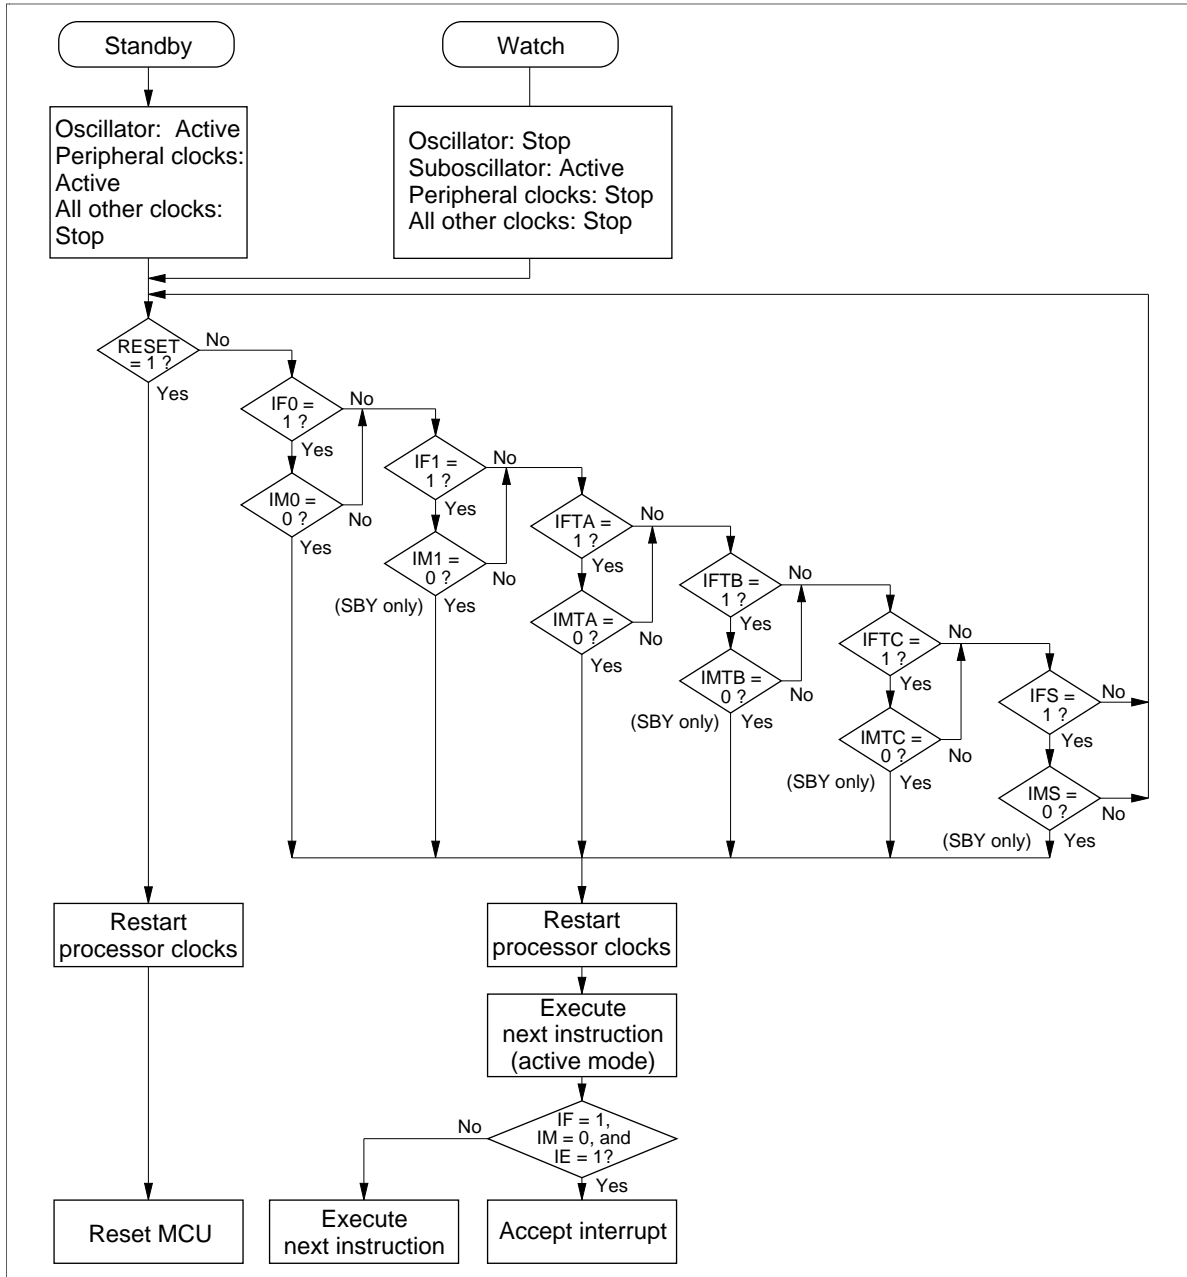 Standby
Watch
Oscillator: Active
Peripheral clocks:
Active
All other clocks:
Stop
Oscillator: Stop
Suboscillator: Active
Peripheral clocks: Stop
All other clocks: Stop
RESET
= 1 ?
No
Yes
IF0 =
1 ?
No
Yes
IM0 =
0 ?
No
Yes
IF1 =
1 ?
No
Yes
IM1 =
0 ?
No
(SBY only)
Yes
IFTA =
1 ?
No
Yes
IMTA =
0 ?
No
Yes
IFTB =
1 ?
No
Yes
IMTB =
0 ?
No
(SBY only)
Yes
IFTC =
1 ?
No
Yes
IMTC =
0 ?
No
(SBY only)
Yes
IFS =
1 ?
No
Yes
IMS =
0 ?
No
(SBY only)
Yes
Restart
processor clocks
Restart
processor clocks
Execute
next instruction
(active mode)
IF = 1,
IM = 0, and
IE = 1?
No
Yes
Reset MCU
Execute
next instruction
Accept interrupt